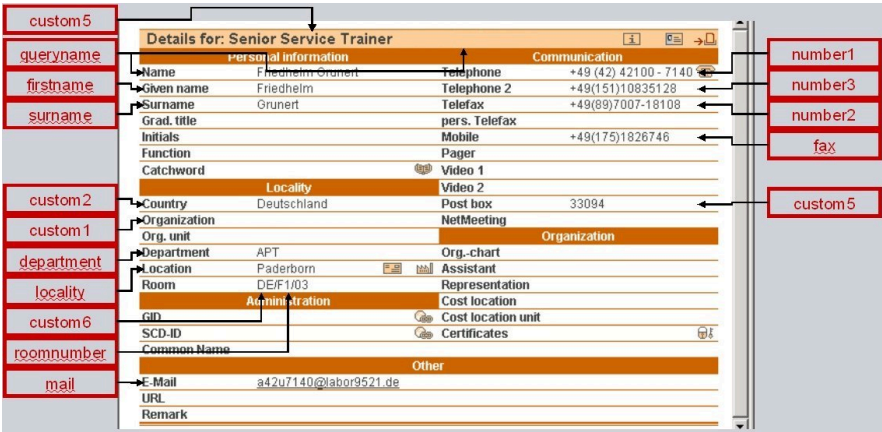 custom5
Details for: Senior Service Trainer
Personal information Communication
queryname
Name Friedhelm Grunert Telephone +49 (42) 42100 - 7140 number1
firstname
Given name Friedhelm Telephone 2 +49(151)10835128 number3
surname
Surname Grunert Telefax +49(89)7007-18108 number2
Grad. title pers. Telefax
Initials Mobile +49(175)1826746 fax
Function Pager
Catchword Video 1
Locality Video 2
custom2
Country Deutschland Post box 33094 custom5
custom1
Organization NetMeeting
Org. unit Organization
department
Department APT Org.-chart
locality
Location Paderborn Assistant
custom6
Room DE/F1/03 Representation
Administration Cost location
GID Cost location unit
SCD-ID Certificates
roomnumber
Common Name
Other
mail
E-Mail a42u7140@labor9521.de
URL
Remark